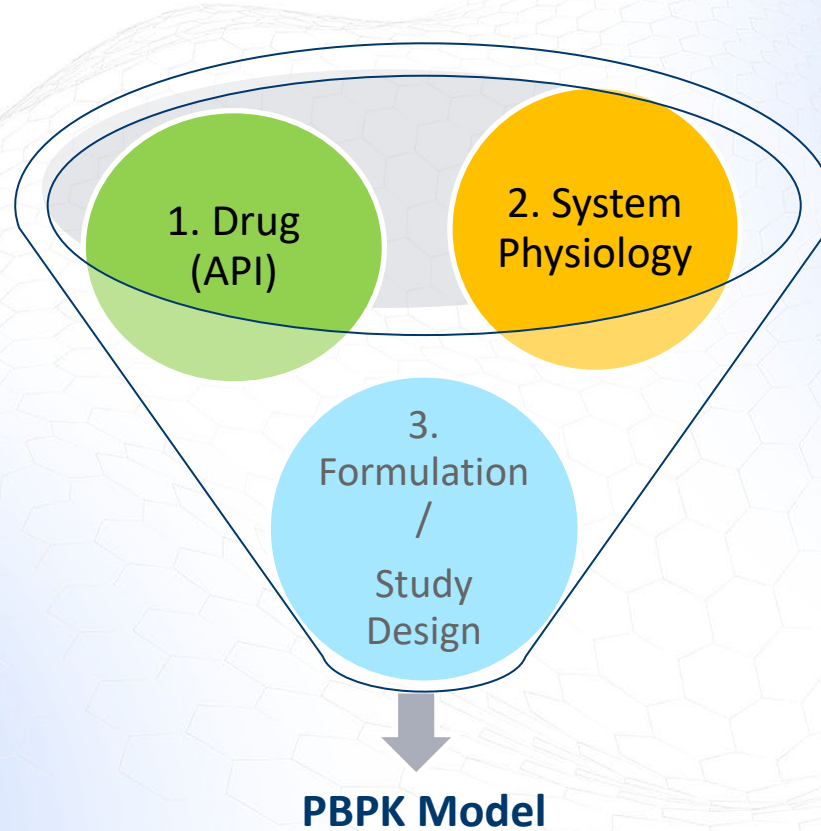 1. Drug
(API)
2. System
Physiology
3.
Formulation
/
Study
Design
PBPK Model